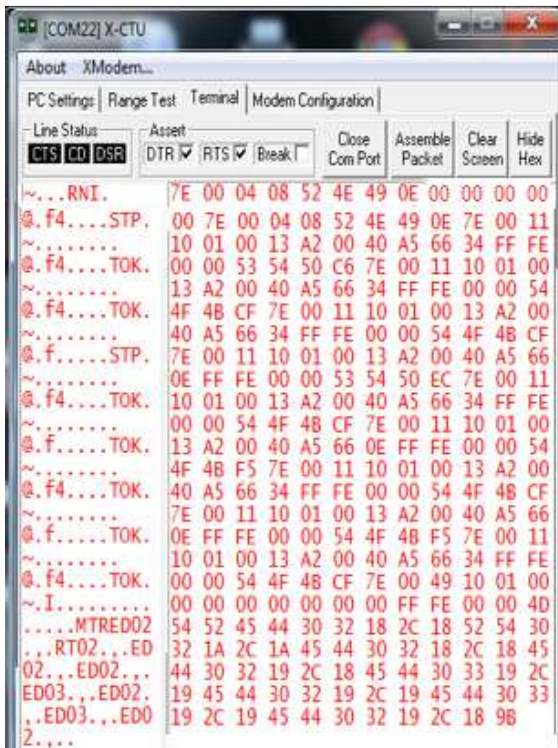 [COM22] X-CTU
About XModem...
PC Settings Range Test Terminal Modem Configuration
Line Status Assert
CTS CD DSR DTR RTS Break Close Com Port Assemble Packet Clear Screen Hide Hex
~...RNI. 7E 00 04 08 52 4E 49 0E 00 00 00 00
@.f4....STP. 00 7E 00 04 08 52 4E 49 0E 7E 00 11
~........ 10 01 00 13 A2 00 40 A5 66 34 FF FE
@.f4....TOK. 00 00 53 54 50 C6 7E 00 11 10 01 00
~........ 13 A2 00 40 A5 66 34 FF FE 00 00 54
@.f4....TOK. 4F 4B CF 7E 00 11 10 01 00 13 A2 00
~........ 40 A5 66 34 FF FE 00 00 54 4F 4B CF
@.f.....STP. 7E 00 11 10 01 00 13 A2 00 40 A5 66
~........ 0E FF FE 00 00 53 54 50 EC 7E 00 11
@.f4....TOK. 10 01 00 13 A2 00 40 A5 66 34 FF FE
~........ 00 00 54 4F 4B CF 7E 00 11 10 01 00
@.f.....TOK. 13 A2 00 40 A5 66 0E FF FE 00 00 54
~........ 4F 4B F5 7E 00 11 10 01 00 13 A2 00
@.f4....TOK. 40 A5 66 34 FF FE 00 00 54 4F 4B CF
~........ 7E 00 11 10 01 00 13 A2 00 40 A5 66
@.f.....TOK. 0E FF FE 00 00 54 4F 4B F5 7E 00 11
~........ 10 01 00 13 A2 00 40 A5 66 34 FF FE
@.f4....TOK. 00 00 54 4F 4B CF 7E 00 49 10 01 00
~.I......... 00 00 00 00 00 00 00 FF FE 00 00 4D
.....MTRED02 54 52 45 44 30 32 18 2C 18 52 54 30
.,.RT02.,.ED 32 1A 2C 1A 45 44 30 32 18 2C 18 45
02.,.ED02.,. 44 30 32 19 2C 18 45 44 30 33 19 2C
ED03.,.ED02. 19 45 44 30 32 19 2C 19 45 44 30 33
,.ED03.,.ED0 19 2C 19 45 44 30 32 19 2C 18 9B
2.,..